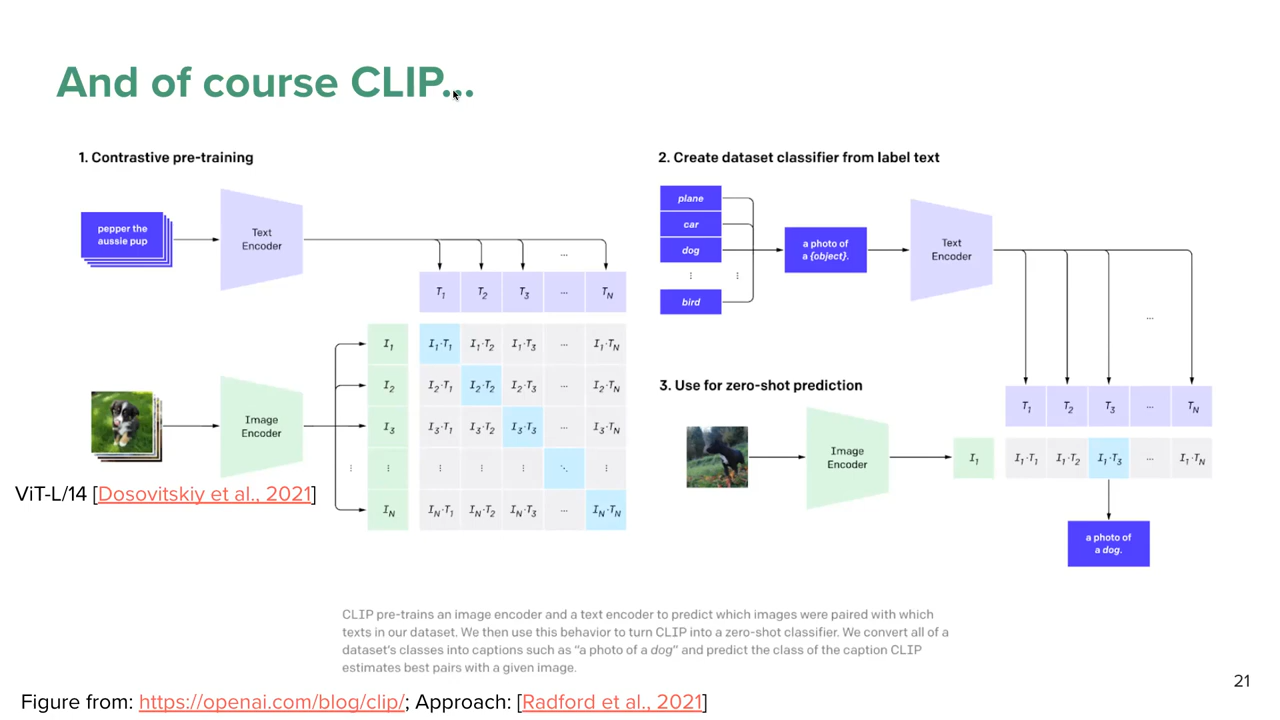 And of course CLIP...
1. Contrastive pre-training
pepper the
aussie pup
Text
Encoder
...
T1 T2 T3 ... TN
I1 I1·T1 I1·T2 I1·T3 ... I1·TN
I2 I2·T1 I2·T2 I2·T3 ... I2·TN
Image
Encoder
I3 I3·T1 I3·T2 I3·T3 ... I3·TN
⋮ ⋮ ⋮ ⋮ ⋮ ⋱ ⋮
IN IN·T1 IN·T2 IN·T3 ... IN·TN
ViT-L/14 [Dosovitskiy et al., 2021]
2. Create dataset classifier from label text
plane
car
dog
⋮ ⋮
bird
a photo of
a {object}.
Text
Encoder
...
3. Use for zero-shot prediction
T1 T2 T3 ... TN
Image
Encoder
I1 I1·T1 I1·T2 I1·T3 ... I1·TN
a photo of
a dog.
CLIP pre-trains an image encoder and a text encoder to predict which images were paired with which
texts in our dataset. We then use this behavior to turn CLIP into a zero-shot classifier. We convert all of a
dataset's classes into captions such as “a photo of a dog” and predict the class of the caption CLIP
estimates best pairs with a given image.
21
Figure from: https://openai.com/blog/clip/; Approach: [Radford et al., 2021]